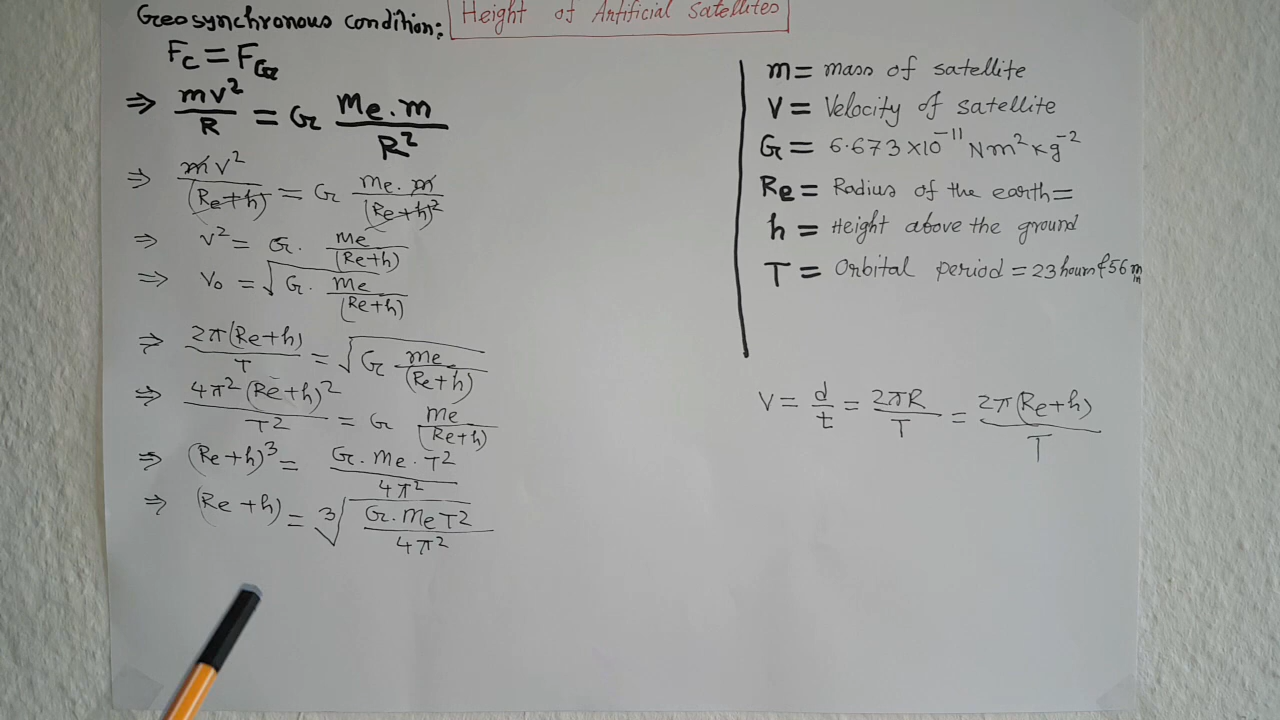 Geosynchronous condition: Height of Artificial Satellites
Fc = FG
⇒ mv²/R = G Me.m/R²
⇒ mv²/(Re+h) = G Me.m/(Re+h)²
⇒ v² = G. Me/(Re+h)
⇒ Vo = √(G. Me/(Re+h))
⇒ 2π(Re+h)/T = √(G Me/(Re+h))
⇒ 4π²(Re+h)²/T² = G Me/(Re+h)
⇒ (Re+h)³ = G.Me.T²/4π²
⇒ (Re+h) = ³√(G.MeT²/4π²)
m = mass of satellite
V = Velocity of satellite
G = 6.673×10⁻¹¹ Nm²kg⁻²
Re = Radius of the earth =
h = Height above the ground
T = Orbital period = 23 hours & 56 m
V = d/t = 2πR/T = 2π(Re+h)/T